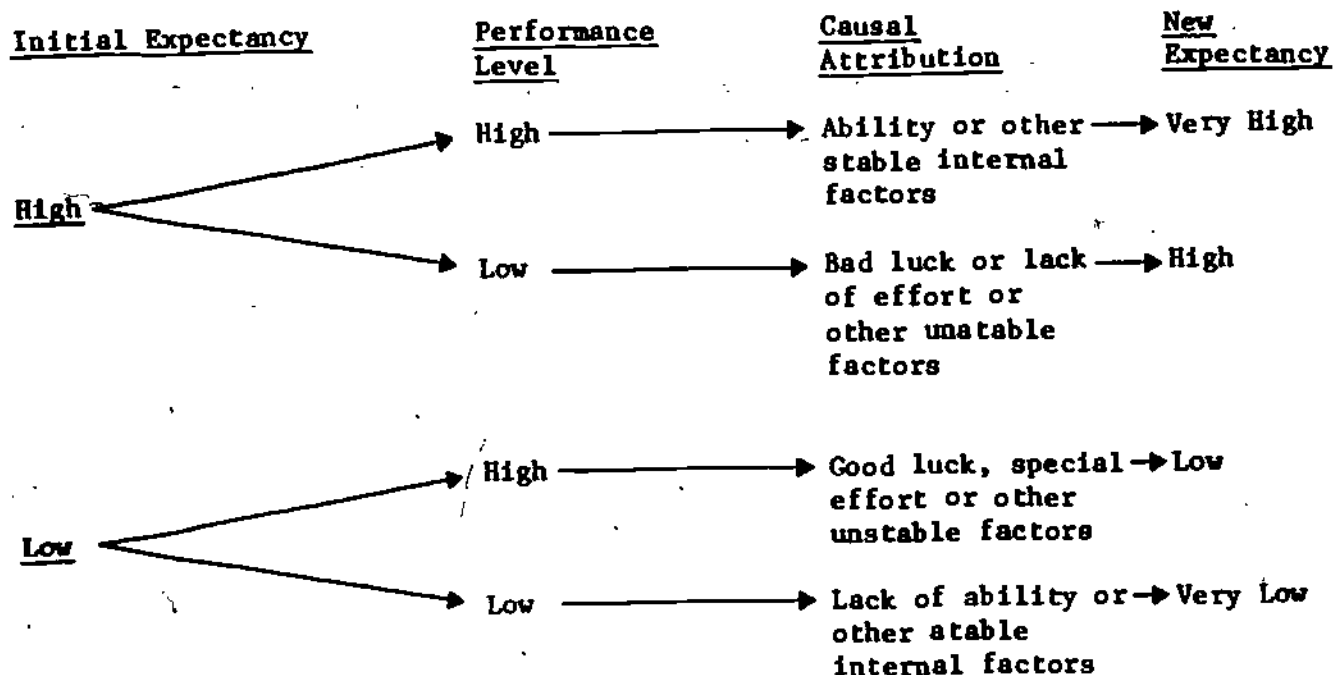 Initial Expectancy
Performance
Level
Causal
Attribution
New
Expectancy
High
High
Ability or other
stable internal
factors
Very High
Low
Bad luck or lack
of effort or
other unatable
factors
High
Low
High
Good luck, special
effort or other
unstable factors
Low
Low
Lack of ability or
other atable
internal factors
Very Low